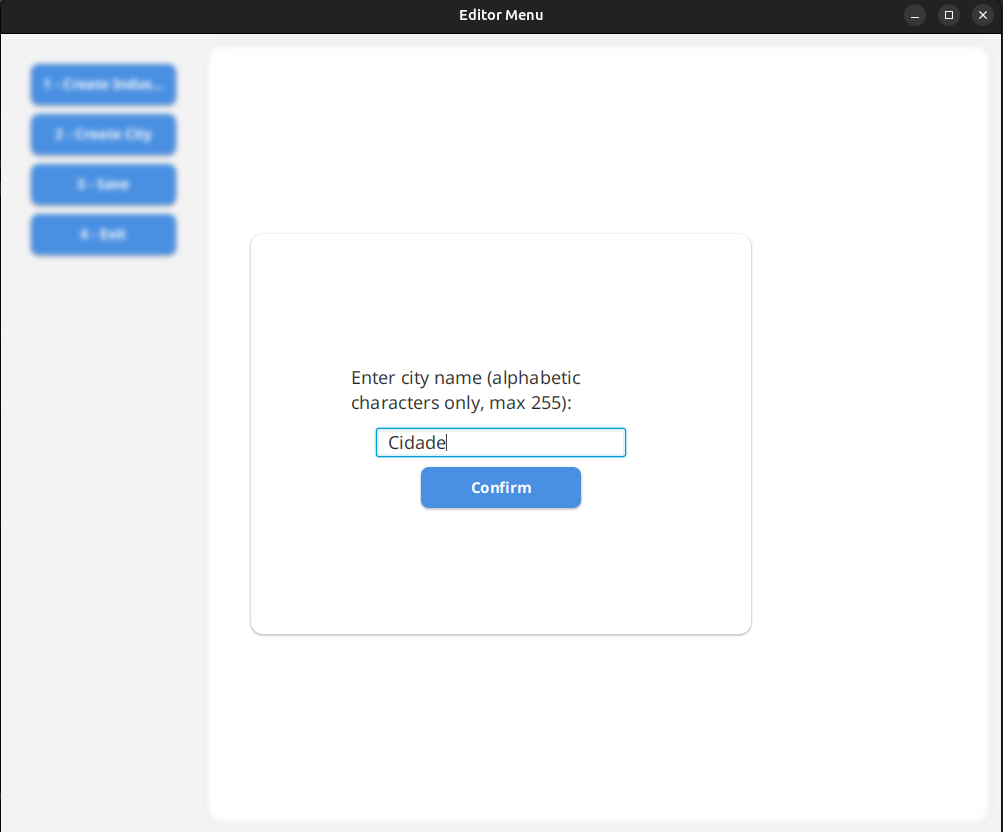 Editor Menu
1 - Create Indus...
2 - Create City
3 - Save
4 - Exit
Enter city name (alphabetic
characters only, max 255):
Cidade
Confirm